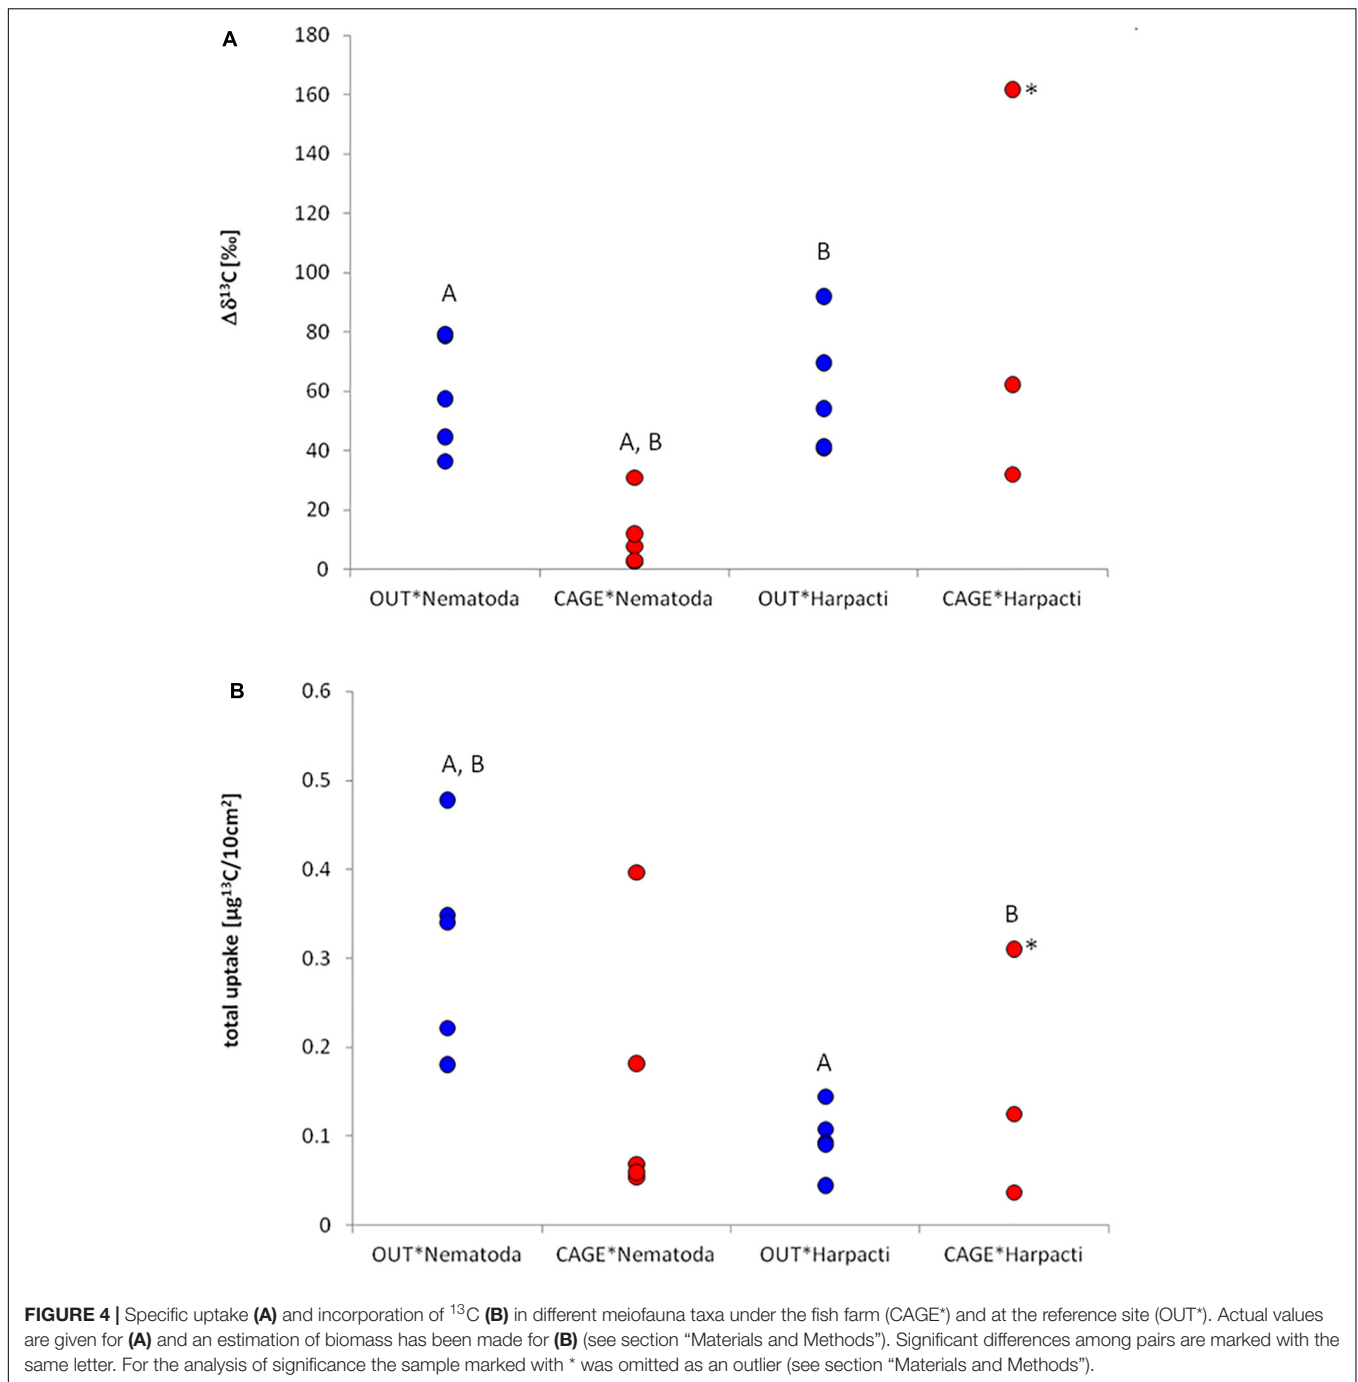 A
180
160
140
120
100
80
60
40
20
0
Δδ¹³C [‰]
A
A, B
B
*
OUT*Nematoda CAGE*Nematoda OUT*Harpacti CAGE*Harpacti
B
0.6
0.5
0.4
0.3
0.2
0.1
0
total uptake [µg¹³C/10cm²]
A, B
A
B
*
OUT*Nematoda CAGE*Nematoda OUT*Harpacti CAGE*Harpacti
FIGURE 4 | Specific uptake (A) and incorporation of ¹³C (B) in different meiofauna taxa under the fish farm (CAGE*) and at the reference site (OUT*). Actual values
are given for (A) and an estimation of biomass has been made for (B) (see section “Materials and Methods”). Significant differences among pairs are marked with the
same letter. For the analysis of significance the sample marked with * was omitted as an outlier (see section “Materials and Methods”).